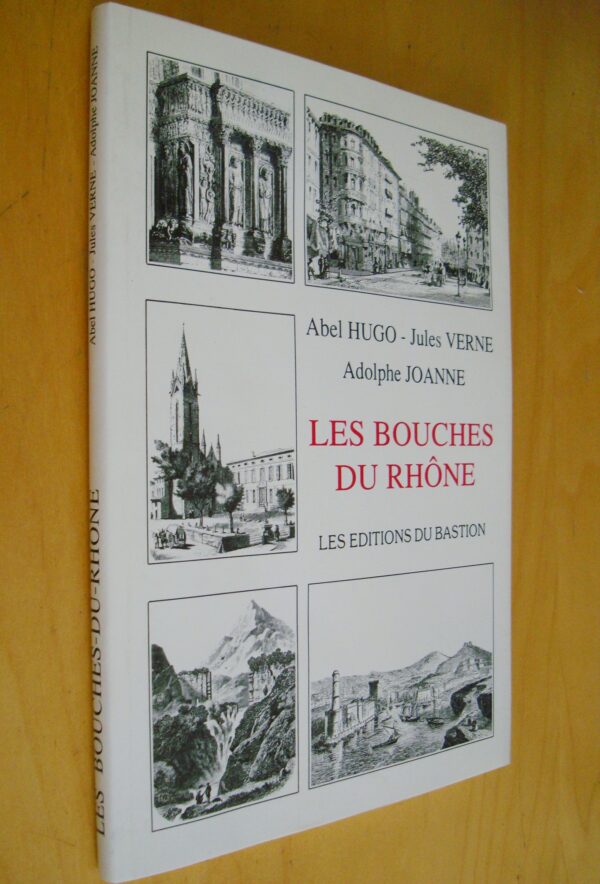 Abel HUGO - Jules VERNE
Adolphe JOANNE
LES BOUCHES
DU RHÔNE
LES EDITIONS DU BASTION
LES BOUCHES-DU-RHONE
Abel HUGO - Jules VERNE - Adolphe JOANNE